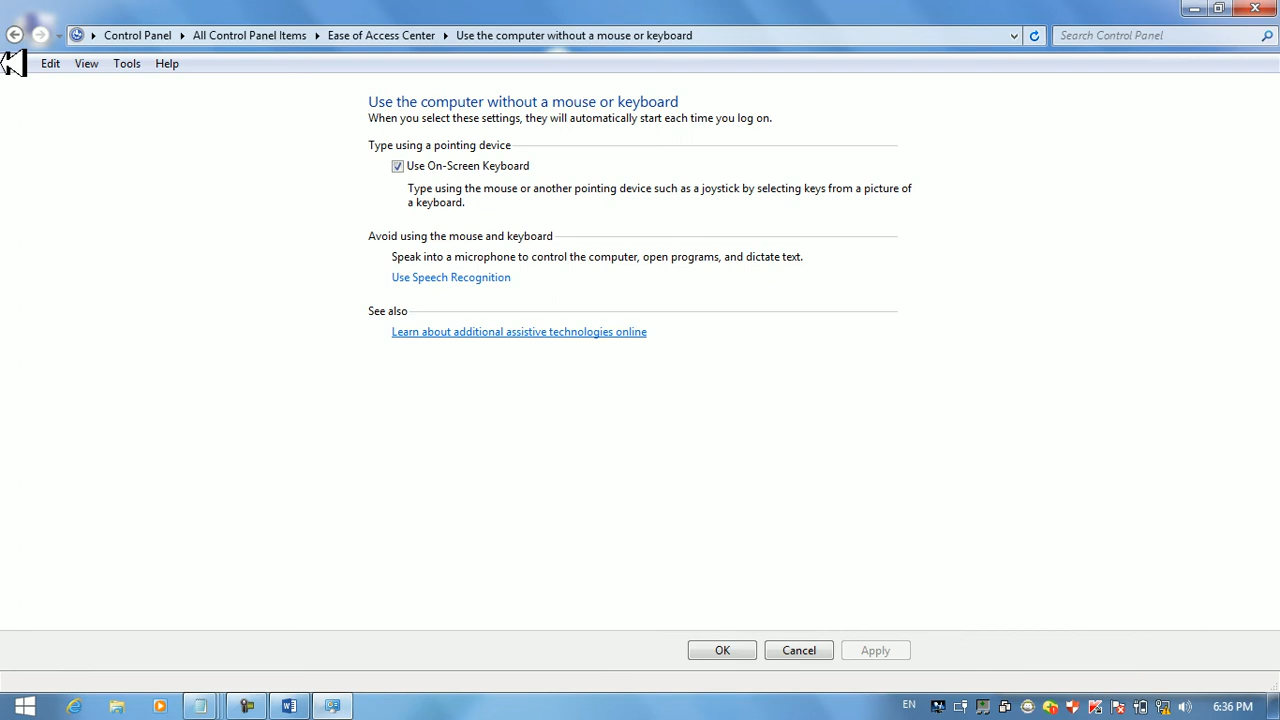 Control Panel All Control Panel Items Ease of Access Center Use the computer without a mouse or keyboard Search Control Panel
Edit View Tools Help
Use the computer without a mouse or keyboard
When you select these settings, they will automatically start each time you log on.
Type using a pointing device
Use On-Screen Keyboard
Type using the mouse or another pointing device such as a joystick by selecting keys from a picture of
a keyboard.
Avoid using the mouse and keyboard
Speak into a microphone to control the computer, open programs, and dictate text.
Use Speech Recognition
See also
Learn about additional assistive technologies online
OK Cancel Apply
EN 6:36 PM